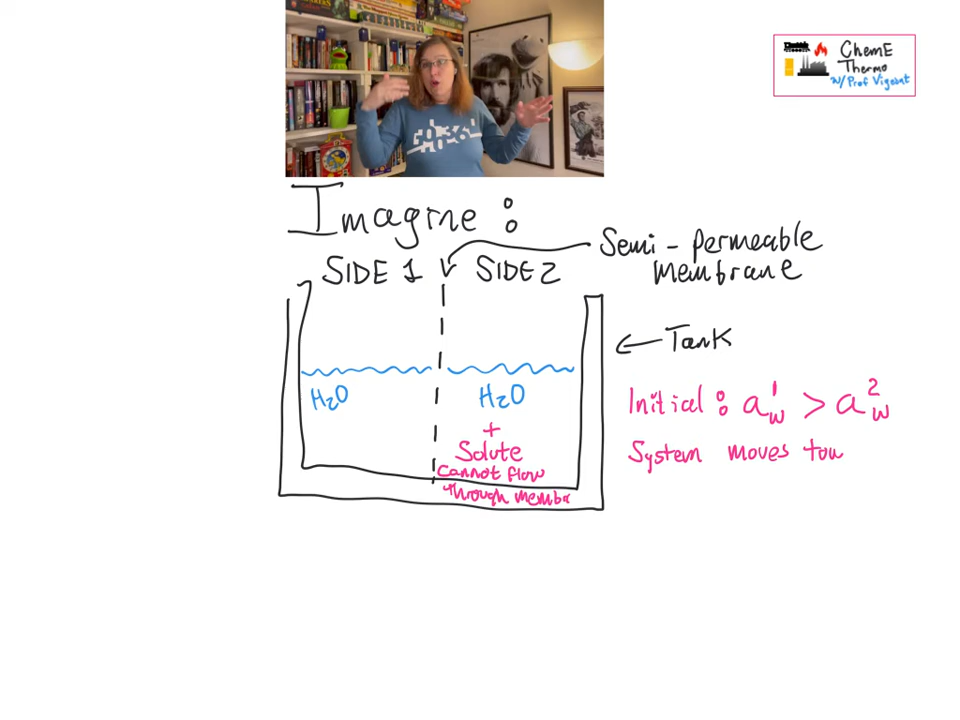 ChemE
Thermo
w/ Prof Vigeant
Imagine :
SIDE 1
SIDE 2
Semi-permeable
membrane
Tank
H₂O
H₂O
+
Solute
Cannot flow
through membr
Initial : a¹w > a²w
System moves tow